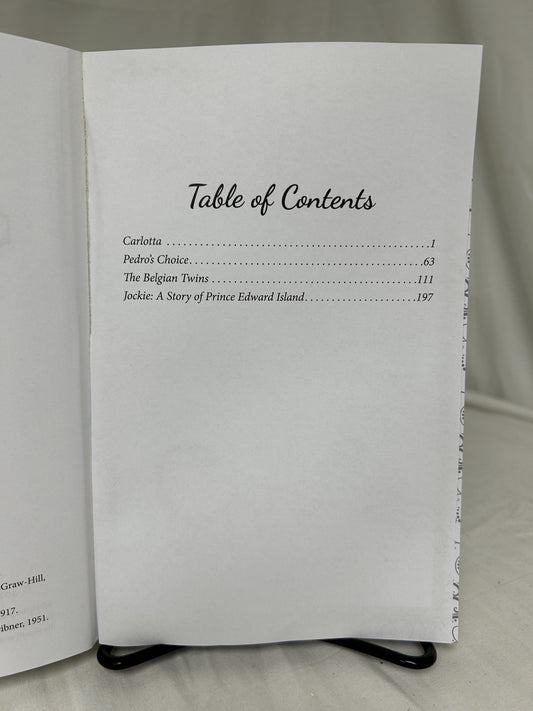 Graw-Hill,
917.
ibner, 1951.
Table of Contents
Carlotta . . . . . . . . . . . . . . . . . . . . . . . . . . . . . . . . . . . . . . . . . . . . . . .1
Pedro's Choice. . . . . . . . . . . . . . . . . . . . . . . . . . . . . . . . . . . . . . . . . .63
The Belgian Twins . . . . . . . . . . . . . . . . . . . . . . . . . . . . . . . . . . . . .111
Jockie: A Story of Prince Edward Island. . . . . . . . . . . . . . . . . . . .197